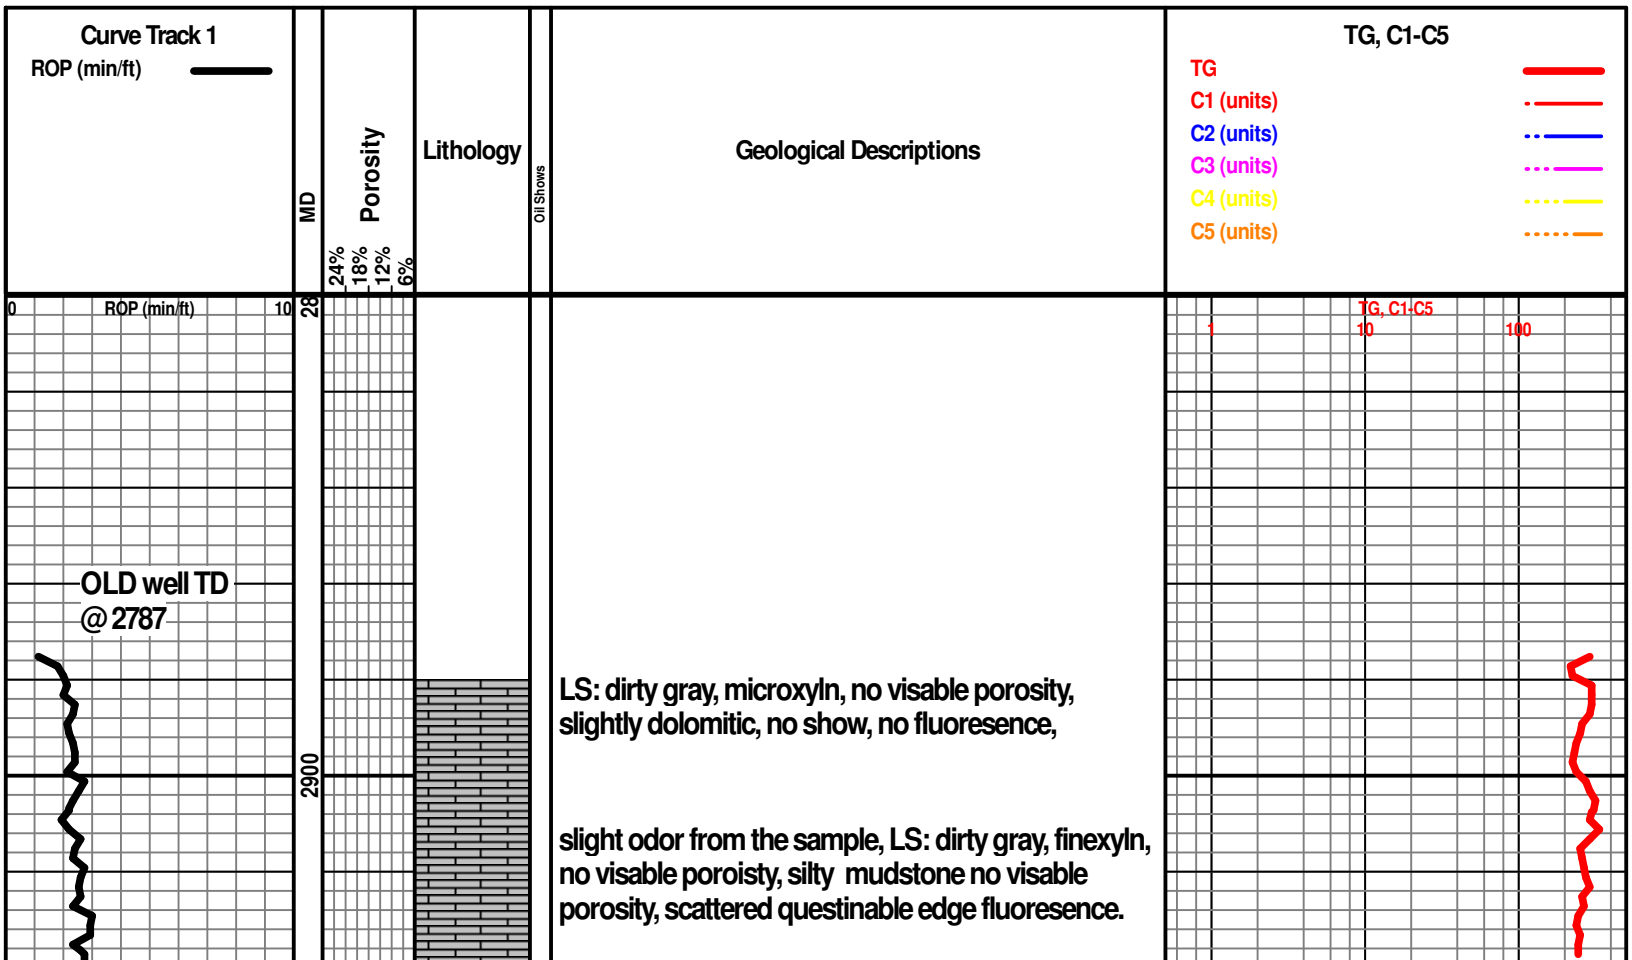 Curve Track 1
ROP (min/ft)
MD
Porosity
24%
18%
12%
6%
Lithology
Oil Shows
Geological Descriptions
TG, C1-C5
TG
C1 (units)
C2 (units)
C3 (units)
C4 (units)
C5 (units)
0 ROP (min/ft) 10
28
TG, C1-C5
1 10 100
OLD well TD
@ 2787
LS: dirty gray, microxyln, no visable porosity,
slightly dolomitic, no show, no fluoresence,
2900
slight odor from the sample, LS: dirty gray, finexyln,
no visable poroisty, silty mudstone no visable
porosity, scattered questinable edge fluoresence.